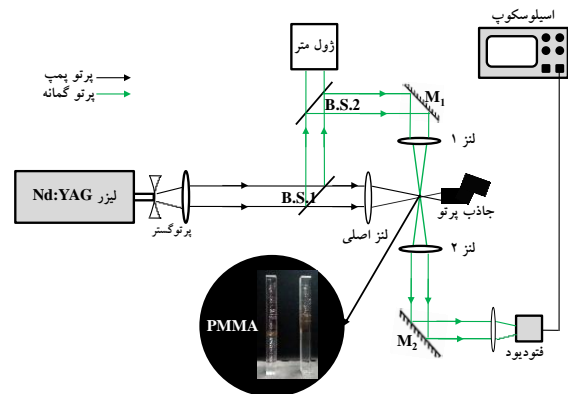 اسیلوسکوپ
ژول متر
پرتو پمپ
پرتو گمانه
B.S.2
M1
لنز ۱
لیزر Nd:YAG
B.S.1
پرتوگستر
لنز اصلی
جاذب پرتو
لنز ۲
PMMA
M2
فتودیود